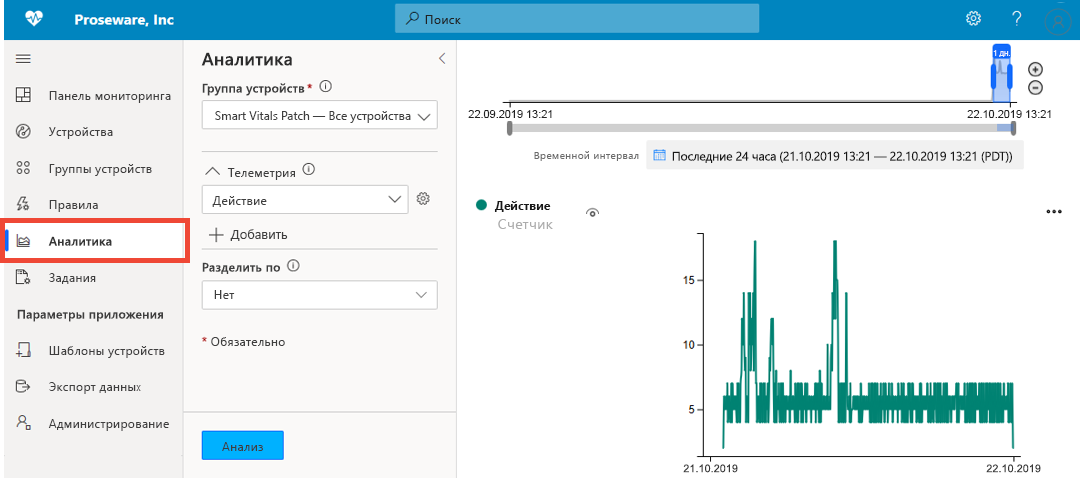 Proseware, Inc
Поиск
?
Панель мониторинга
Устройства
Группы устройств
Правила
Аналитика
Задания
Параметры приложения
Шаблоны устройств
Экспорт данных
Администрирование
Аналитика
Группа устройств *
Smart Vitals Patch — Все устройства
Телеметрия
Действие
Добавить
Разделить по
Нет
* Обязательно
Анализ
1 дн.
22.09.2019 13:21
22.10.2019 13:21
Временной интервал
Последние 24 часа (21.10.2019 13:21 — 22.10.2019 13:21 (PDT))
Действие
Счетчик
15
10
5
21.10.2019
22.10.2019